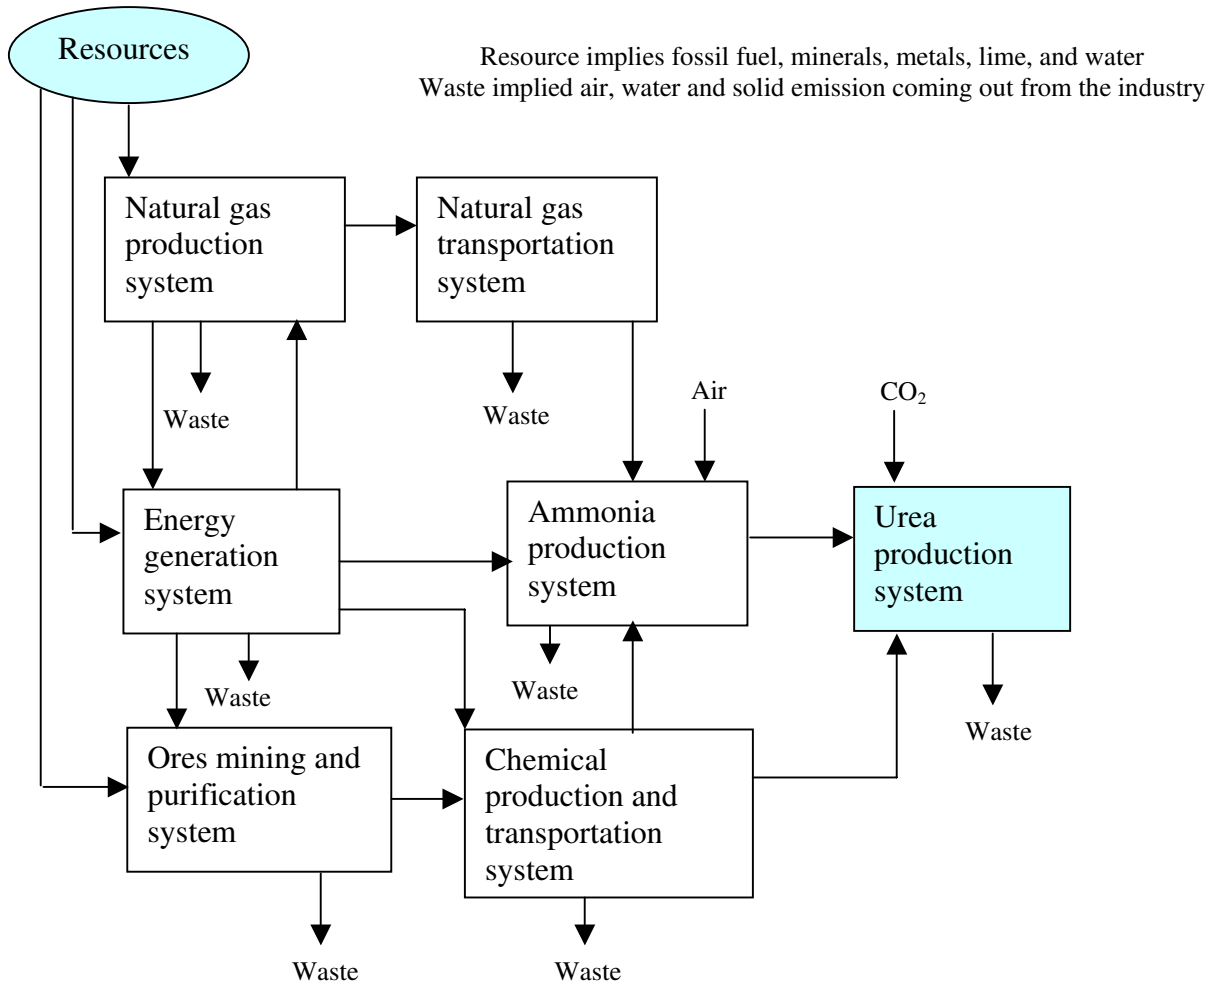 Resources
Resource implies fossil fuel, minerals, metals, lime, and water
Waste implied air, water and solid emission coming out from the industry
Natural gas
production
system
Natural gas
transportation
system
Waste
Waste
Air
CO₂
Energy
generation
system
Ammonia
production
system
Urea
production
system
Waste
Waste
Waste
Ores mining and
purification
system
Chemical
production and
transportation
system
Waste
Waste